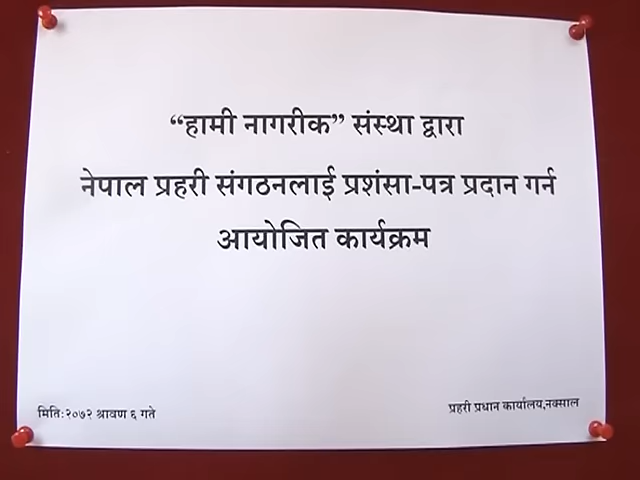 “हामी नागरीक” संस्था द्वारा
नेपाल प्रहरी संगठनलाई प्रशंसा-पत्र प्रदान गर्न
आयोजित कार्यक्रम
मिति:२०७२ श्रावण ६ गते
प्रहरी प्रधान कार्यालय,नक्साल